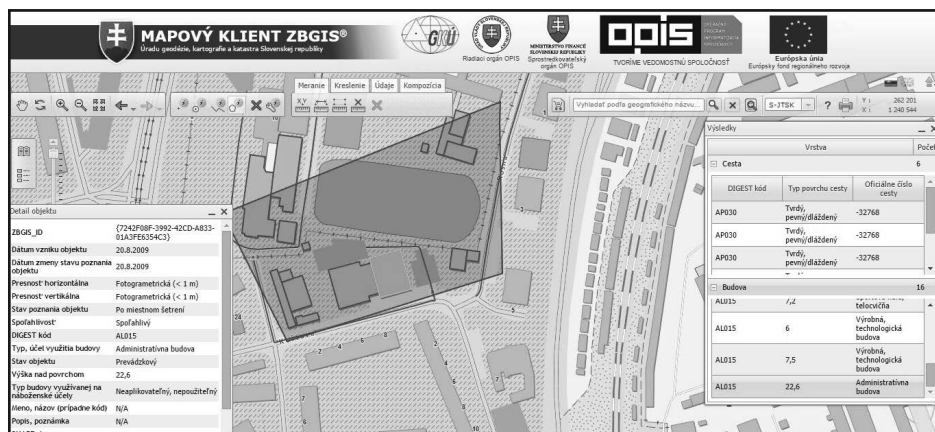 MAPOVÝ KLIENT ZBGIS®
Úradu geodézie, kartografie a katastra Slovenskej republiky
GKÚ
Riadiaci orgán OPIS
MINISTERSTVO FINANCIÍ
SLOVENSKEJ REPUBLIKY
Sprostredkovateľský
orgán OPIS
opis
OPERAČNÝ
PROGRAM
INFORMATIZÁCIA
SPOLOČNOSTI
TVORÍME VEDOMOSTNÚ SPOLOČNOSŤ
Európska únia
Európsky fond regionálneho rozvoja
Meranie Kreslenie Údaje Kompozícia
X,Y
Vyhľadať podľa geografického názvu...
S-JTSK
?
Y : 262 201
X : 1 240 544
Výsledky
Vrstva Počet
Cesta 6
DIGEST kód Typ povrchu cesty Oficiálne číslo
cesty
AP030 Tvrdý,
pevný/dláždený -32768
AP030 Tvrdý,
pevný/dláždený -32768
AP030 Tvrdý,
pevný/dláždený -32768
Budova 16
AL015 7,2
telocvičňa
AL015 6 Výrobná,
technologická
budova
AL015 7,5 Výrobná,
technologická
budova
AL015 22,6 Administratívna
budova
Detail objektu
ZBGIS_ID {7242F08F-3992-42CD-A833-
01A3FE6354C3}
Dátum vzniku objektu 20.8.2009
Dátum zmeny stavu poznania
objektu 20.8.2009
Presnosť horizontálna Fotogrametrická (< 1 m)
Presnosť vertikálna Fotogrametrická (< 1 m)
Stav poznania objektu Po miestnom šetrení
Spoľahlivosť Spoľahlivý
DIGEST kód AL015
Typ, účel využitia budovy Administratívna budova
Stav objektu Prevádzkový
Výška nad povrchom 22,6
Typ budovy využívanej na
náboženské účely Neaplikovateľný, nepoužiteľný
Meno, názov (prípadne kód) N/A
Popis, poznámka N/A